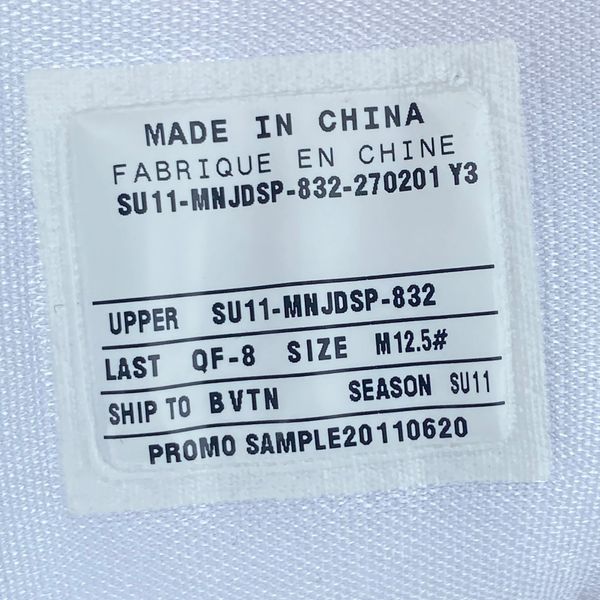 MADE IN CHINA
FABRIQUE EN CHINE
SU11-MNJDSP-832-270201 Y3
UPPER SU11-MNJDSP-832
LAST QF-8 SIZE M12.5#
SHIP TO BVTN SEASON SU11
PROMO SAMPLE20110620